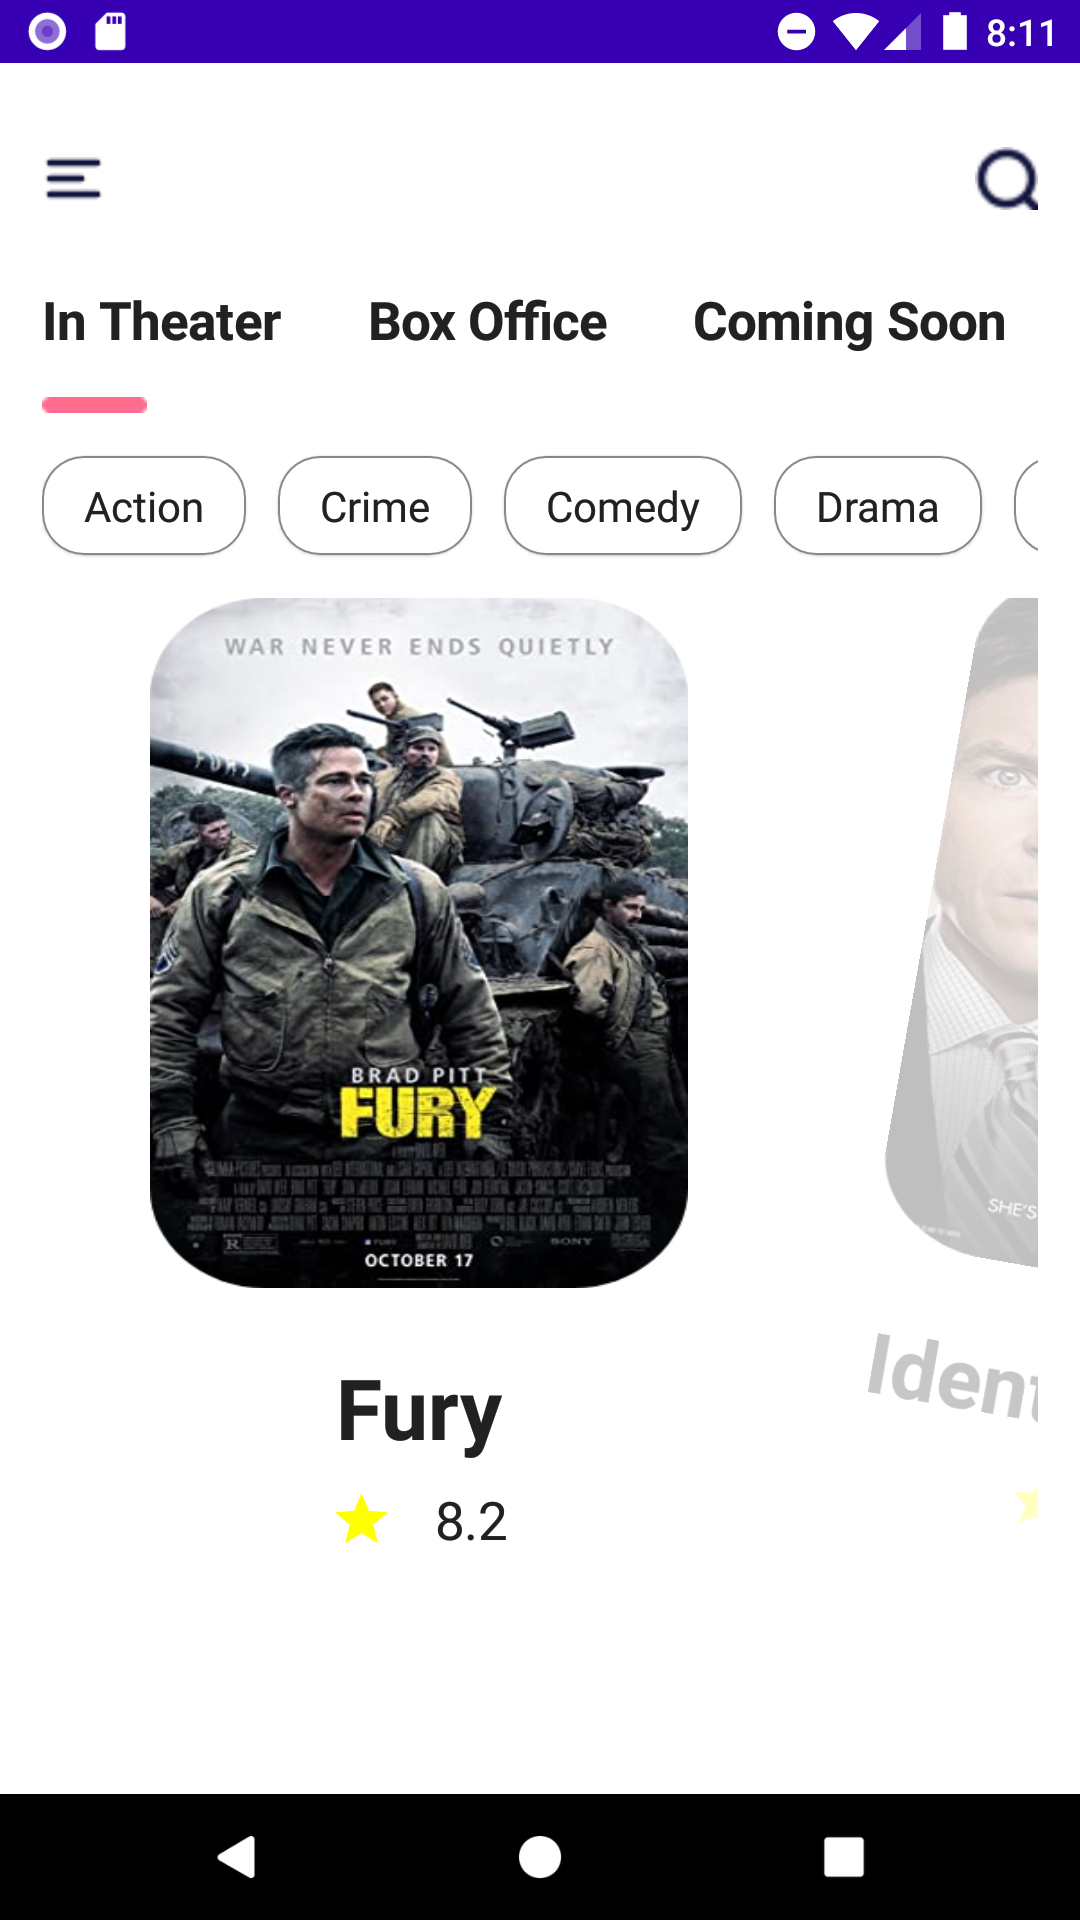 8:11
In Theater Box Office Coming Soon
Action Crime Comedy Drama
WAR NEVER ENDS QUIETLY
FURY
BRAD PITT
FURY
R
SONY
OCTOBER 17
SHE'S
Fury
Ident
8.2